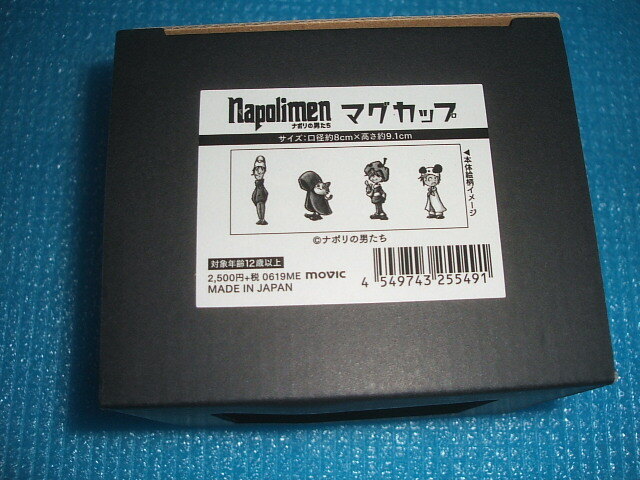 Napolimen マグカップ
ナポリの男たち
サイズ:口径約8cm×高さ約9.1cm
▲本体絵柄イメージ
©ナポリの男たち
対象年齢12歳以上
2,500円+税 0619ME movic
MADE IN JAPAN
4 549743 255491